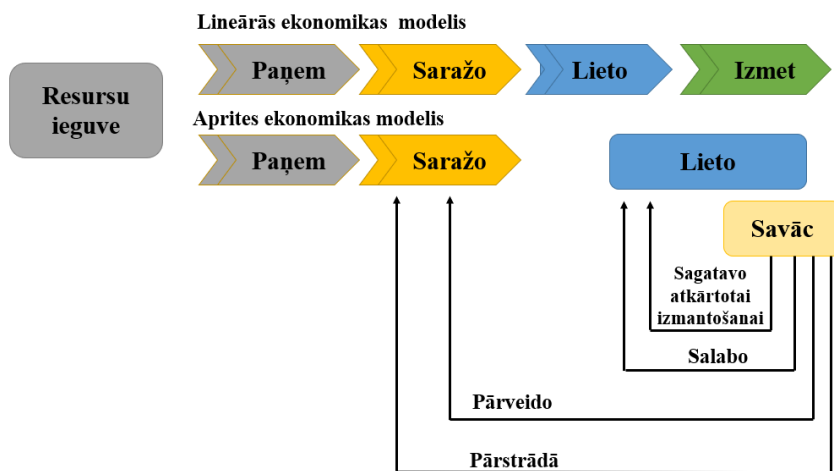 Lineārās ekonomikas modelis
Resursu
ieguve
Paņem
Saražo
Lieto
Izmet
Aprites ekonomikas modelis
Paņem
Saražo
Lieto
Savāc
Sagatavo
atkārtotai
izmantošanai
Salabo
Pārveido
Pārstrādā